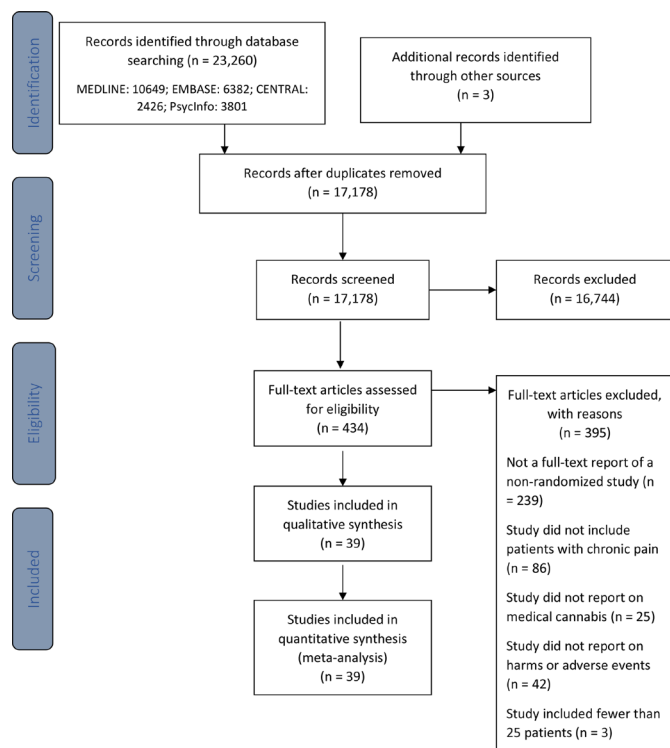 Identification
Records identified through database
searching (n = 23,260)
MEDLINE: 10649; EMBASE: 6382; CENTRAL:
2426; PsycInfo: 3801
Additional records identified
through other sources
(n = 3)
Records after duplicates removed
(n = 17,178)
Screening
Records screened
(n = 17,178)
Records excluded
(n = 16,744)
Eligibility
Full-text articles assessed
for eligibility
(n = 434)
Full-text articles excluded,
with reasons
(n = 395)
Not a full-text report of a
non-randomized study (n
= 239)
Study did not include
patients with chronic pain
(n = 86)
Study did not report on
medical cannabis (n = 25)
Study did not report on
harms or adverse events
(n = 42)
Study included fewer than
25 patients (n = 3)
Included
Studies included in
qualitative synthesis
(n = 39)
Studies included in
quantitative synthesis
(meta-analysis)
(n = 39)